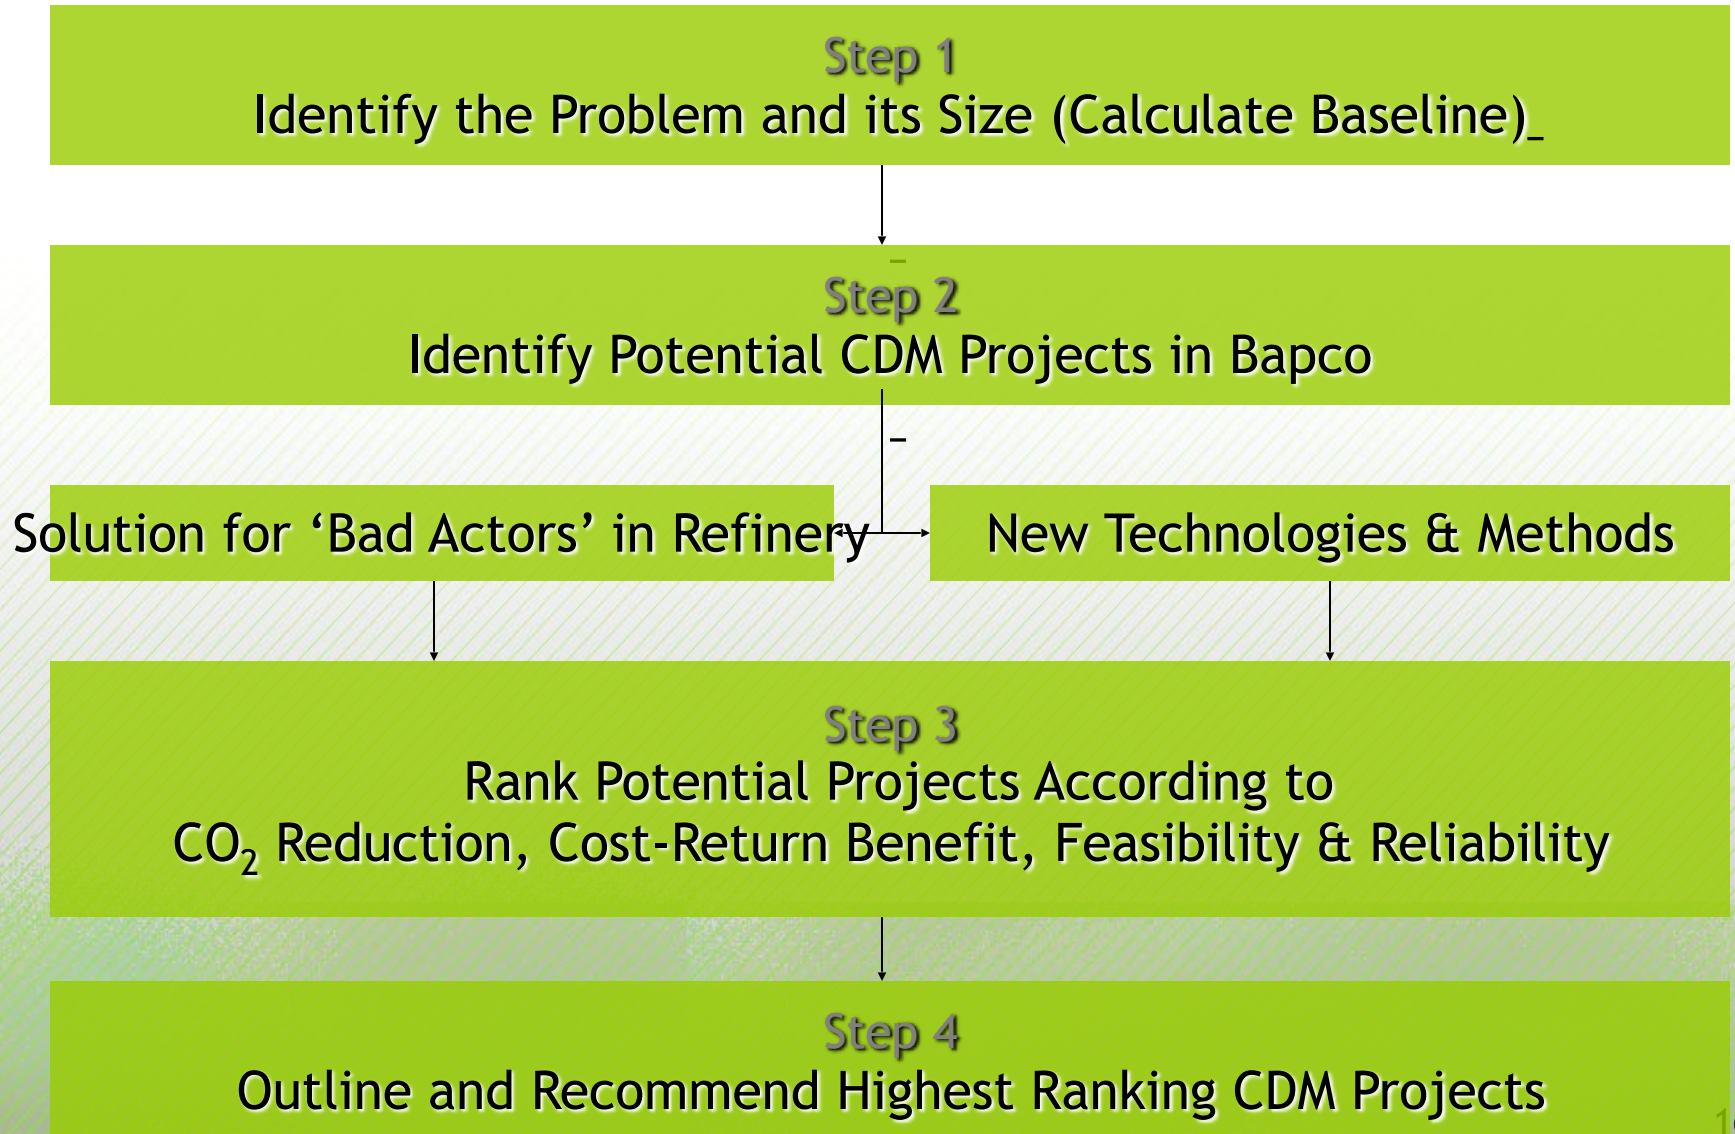 Step 1
Identify the Problem and its Size (Calculate Baseline)_
Step 2
Identify Potential CDM Projects in Bapco
Solution for ‘Bad Actors’ in Refinery
New Technologies & Methods
Step 3
Rank Potential Projects According to
CO₂ Reduction, Cost-Return Benefit, Feasibility & Reliability
Step 4
Outline and Recommend Highest Ranking CDM Projects